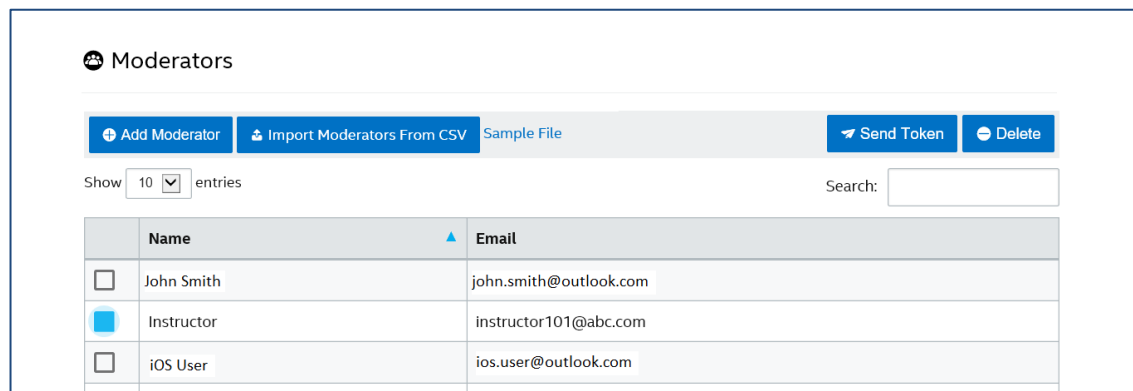 Moderators
Add Moderator Import Moderators From CSV Sample File Send Token Delete
Show 10 entries Search:
Name Email
John Smith john.smith@outlook.com
Instructor instructor101@abc.com
iOS User ios.user@outlook.com